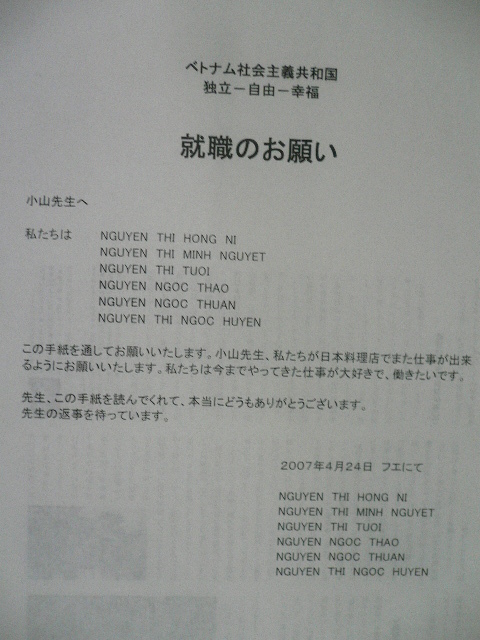 ベトナム社会主義共和国
独立－自由－幸福
就職のお願い
小山先生へ
私たちは NGUYEN THI HONG NI
NGUYEN THI MINH NGUYET
NGUYEN THI TUOI
NGUYEN NGOC THAO
NGUYEN NGOC THUAN
NGUYEN THI NGOC HUYEN
この手紙を通してお願いいたします。小山先生、私たちが日本料理店でまた仕事が出来
るようにお願いいたします。私たちは今までやってきた仕事が大好きで、働きたいです。
先生、この手紙を読んでくれて、本当にどうもありがとうございます。
先生の返事を待っています。
2007年4月24日 フエにて
NGUYEN THI HONG NI
NGUYEN THI MINH NGUYET
NGUYEN THI TUOI
NGUYEN NGOC THAO
NGUYEN NGOC THUAN
NGUYEN THI NGOC HUYEN